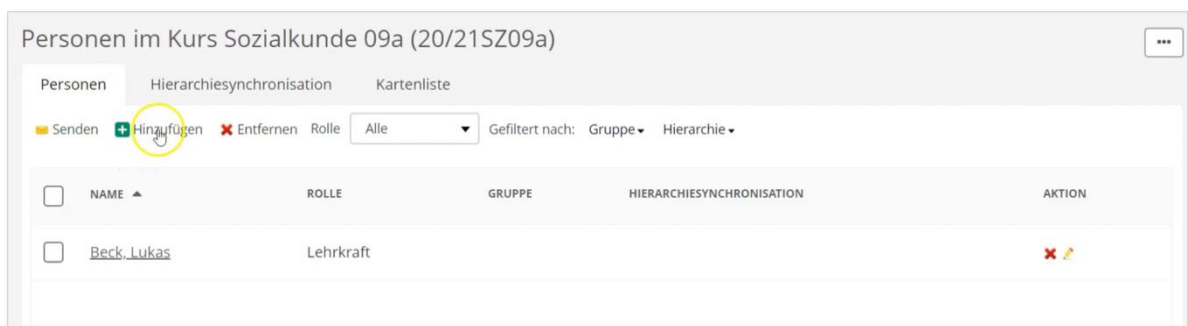 Personen im Kurs Sozialkunde 09a (20/21SZ09a)
Personen Hierarchiesynchronisation Kartenliste
Senden Hinzufügen Entfernen Rolle Alle Gefiltert nach: Gruppe Hierarchie
NAME ROLLE GRUPPE HIERARCHIESYNCHRONISATION AKTION
Beck, Lukas Lehrkraft